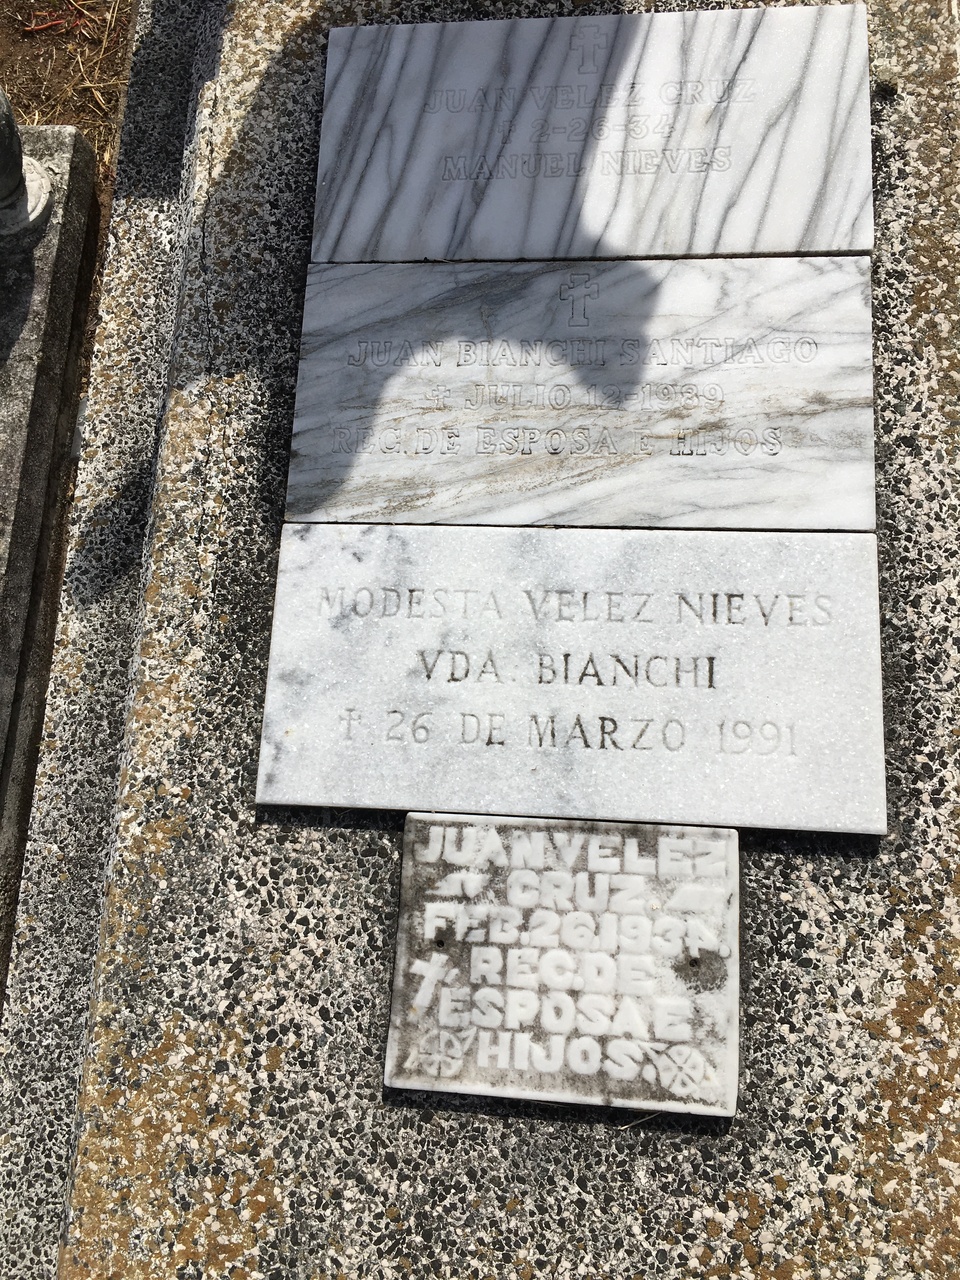 JUAN VELEZ CRUZ
✝ 2-26-34
MANUEL NIEVES
JUAN BIANCHI SANTIAGO
✝ JULIO 12-1989
REC. DE ESPOSA E HIJOS
MODESTA VELEZ NIEVES
VDA. BIANCHI
✝ 26 DE MARZO 1991
JUAN VELEZ
CRUZ
FEB. 26, 1934.
REC. DE
ESPOSA E
HIJOS